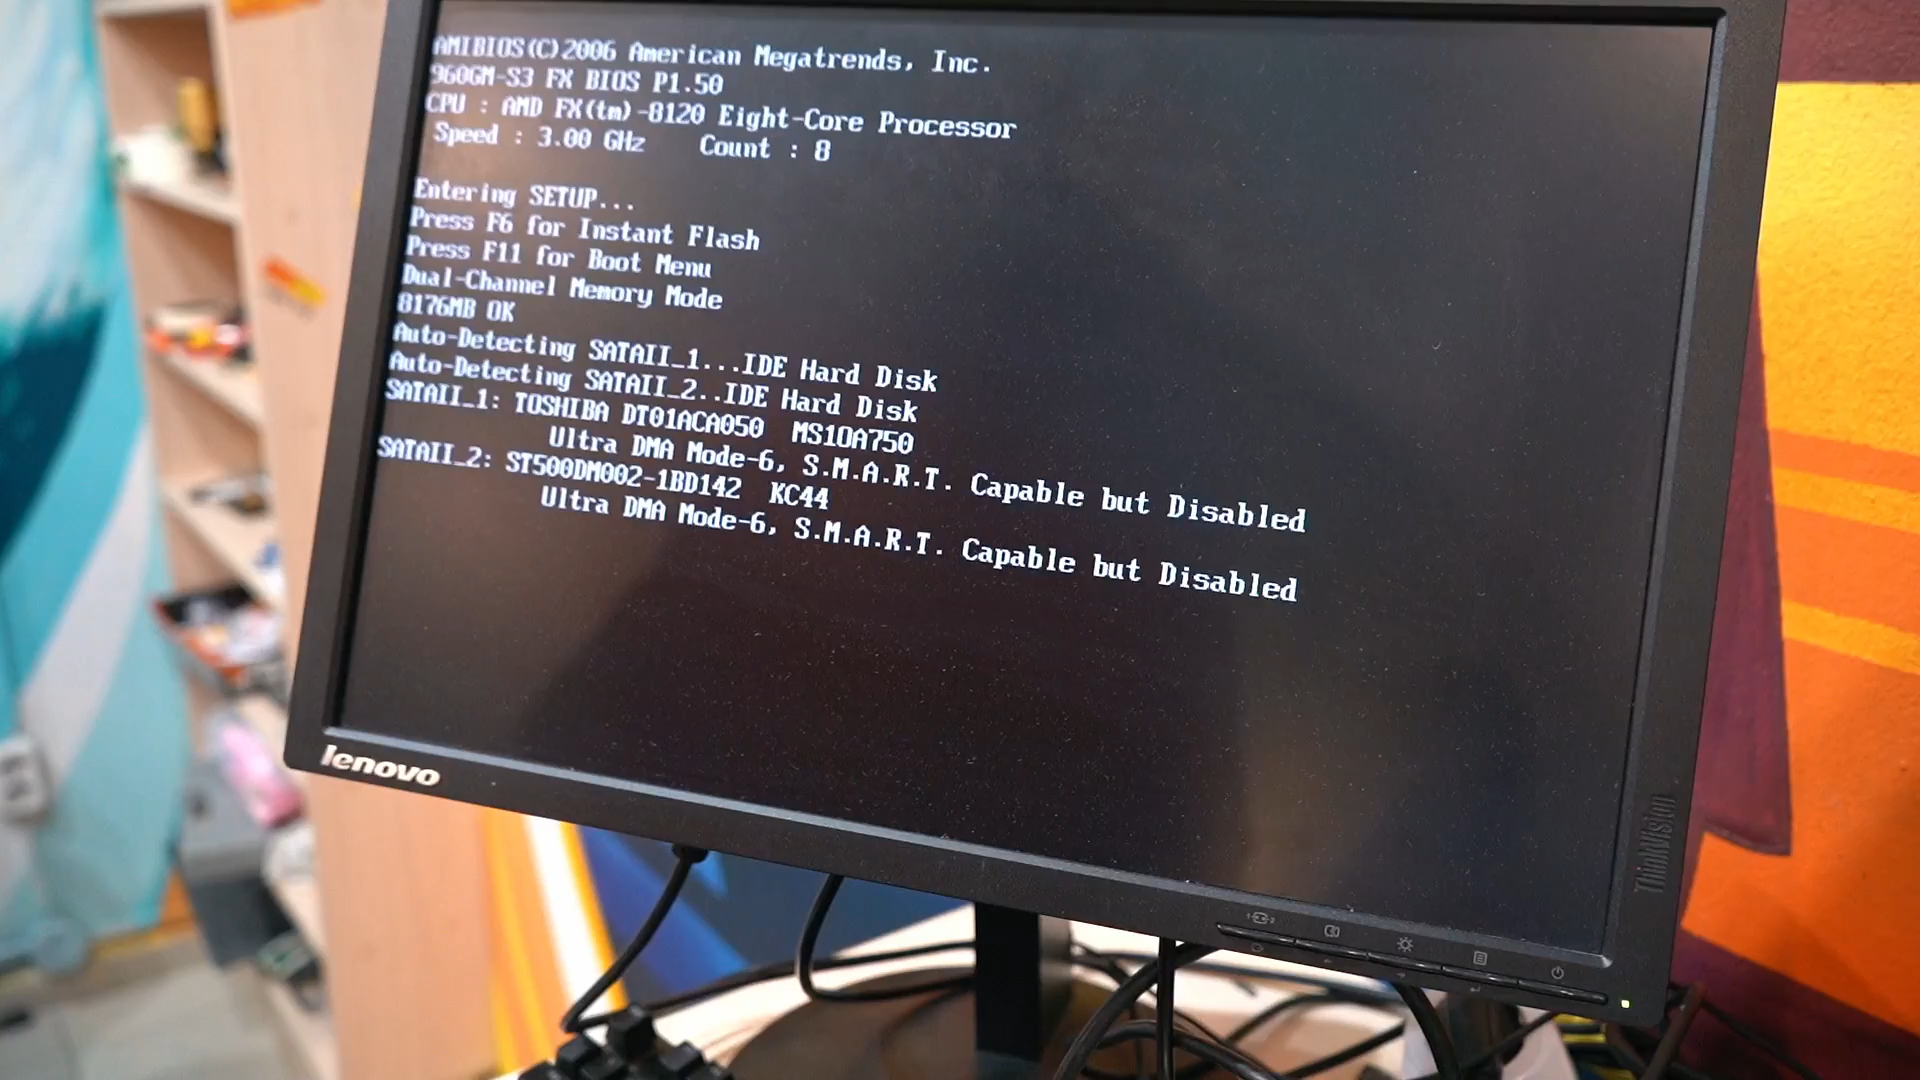 AMIBIOS(C)2006 American Megatrends, Inc.
960GM-S3 FX BIOS P1.50
CPU : AMD FX(tm)-8120 Eight-Core Processor
Speed : 3.00 GHz Count : 8
Entering SETUP...
Press F6 for Instant Flash
Press F11 for Boot Menu
Dual-Channel Memory Mode
8176MB OK
Auto-Detecting SATAII_1...IDE Hard Disk
Auto-Detecting SATAII_2..IDE Hard Disk
SATAII_1: TOSHIBA DT01ACA050 MS1OA750
Ultra DMA Mode-6, S.M.A.R.T. Capable but Disabled
SATAII_2: ST500DM002-1BD142 KC44
Ultra DMA Mode-6, S.M.A.R.T. Capable but Disabled
lenovo
ThinkVision